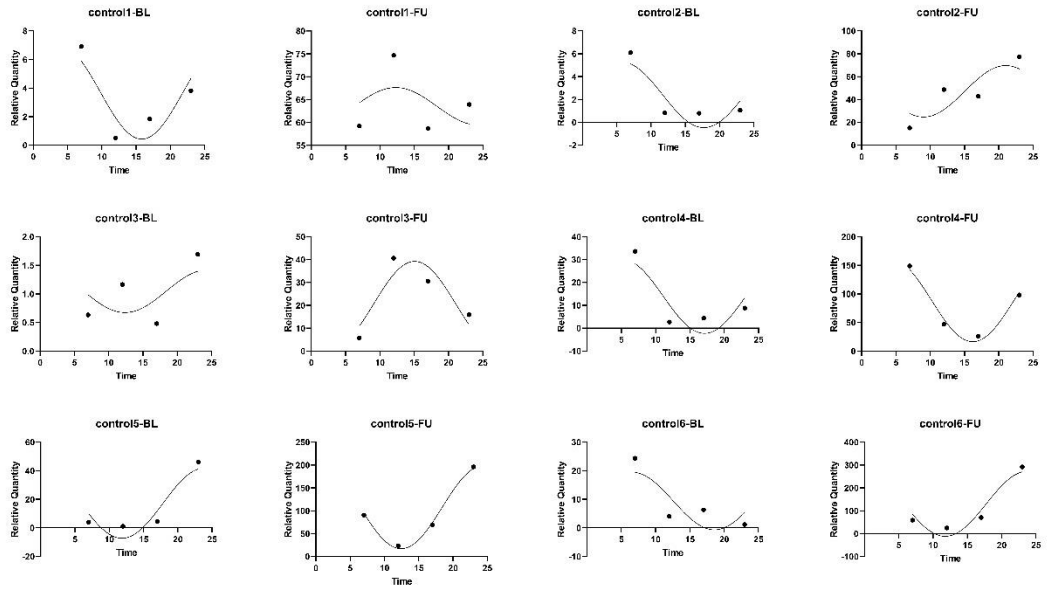 control1-BL
Relative Quantity
8
6
4
2
0
0 5 10 15 20 25
Time
control1-FU
Relative Quantity
80
75
70
65
60
55
0 5 10 15 20 25
Time
control2-BL
Relative Quantity
8
6
4
2
0
-2
5 10 15 20 25
Time
control2-FU
Relative Quantity
100
80
60
40
20
0
0 5 10 15 20 25
Time
control3-BL
Relative Quantity
2.0
1.5
1.0
0.5
0.0
0 5 10 15 20 25
Time
control3-FU
Relative Quantity
50
40
30
20
10
0
0 5 10 15 20 25
Time
control4-BL
Relative Quantity
40
30
20
10
0
-10
5 10 15 20 25
Time
control4-FU
Relative Quantity
200
150
100
50
0
0 5 10 15 20 25
Time
control5-BL
Relative Quantity
60
40
20
0
-20
5 10 15 20 25
Time
control5-FU
Relative Quantity
250
200
150
100
50
0
0 5 10 15 20 25
Time
control6-BL
Relative Quantity
30
20
10
0
-10
5 10 15 20 25
Time
control6-FU
Relative Quantity
400
300
200
100
0
-100
5 10 15 20 25
Time